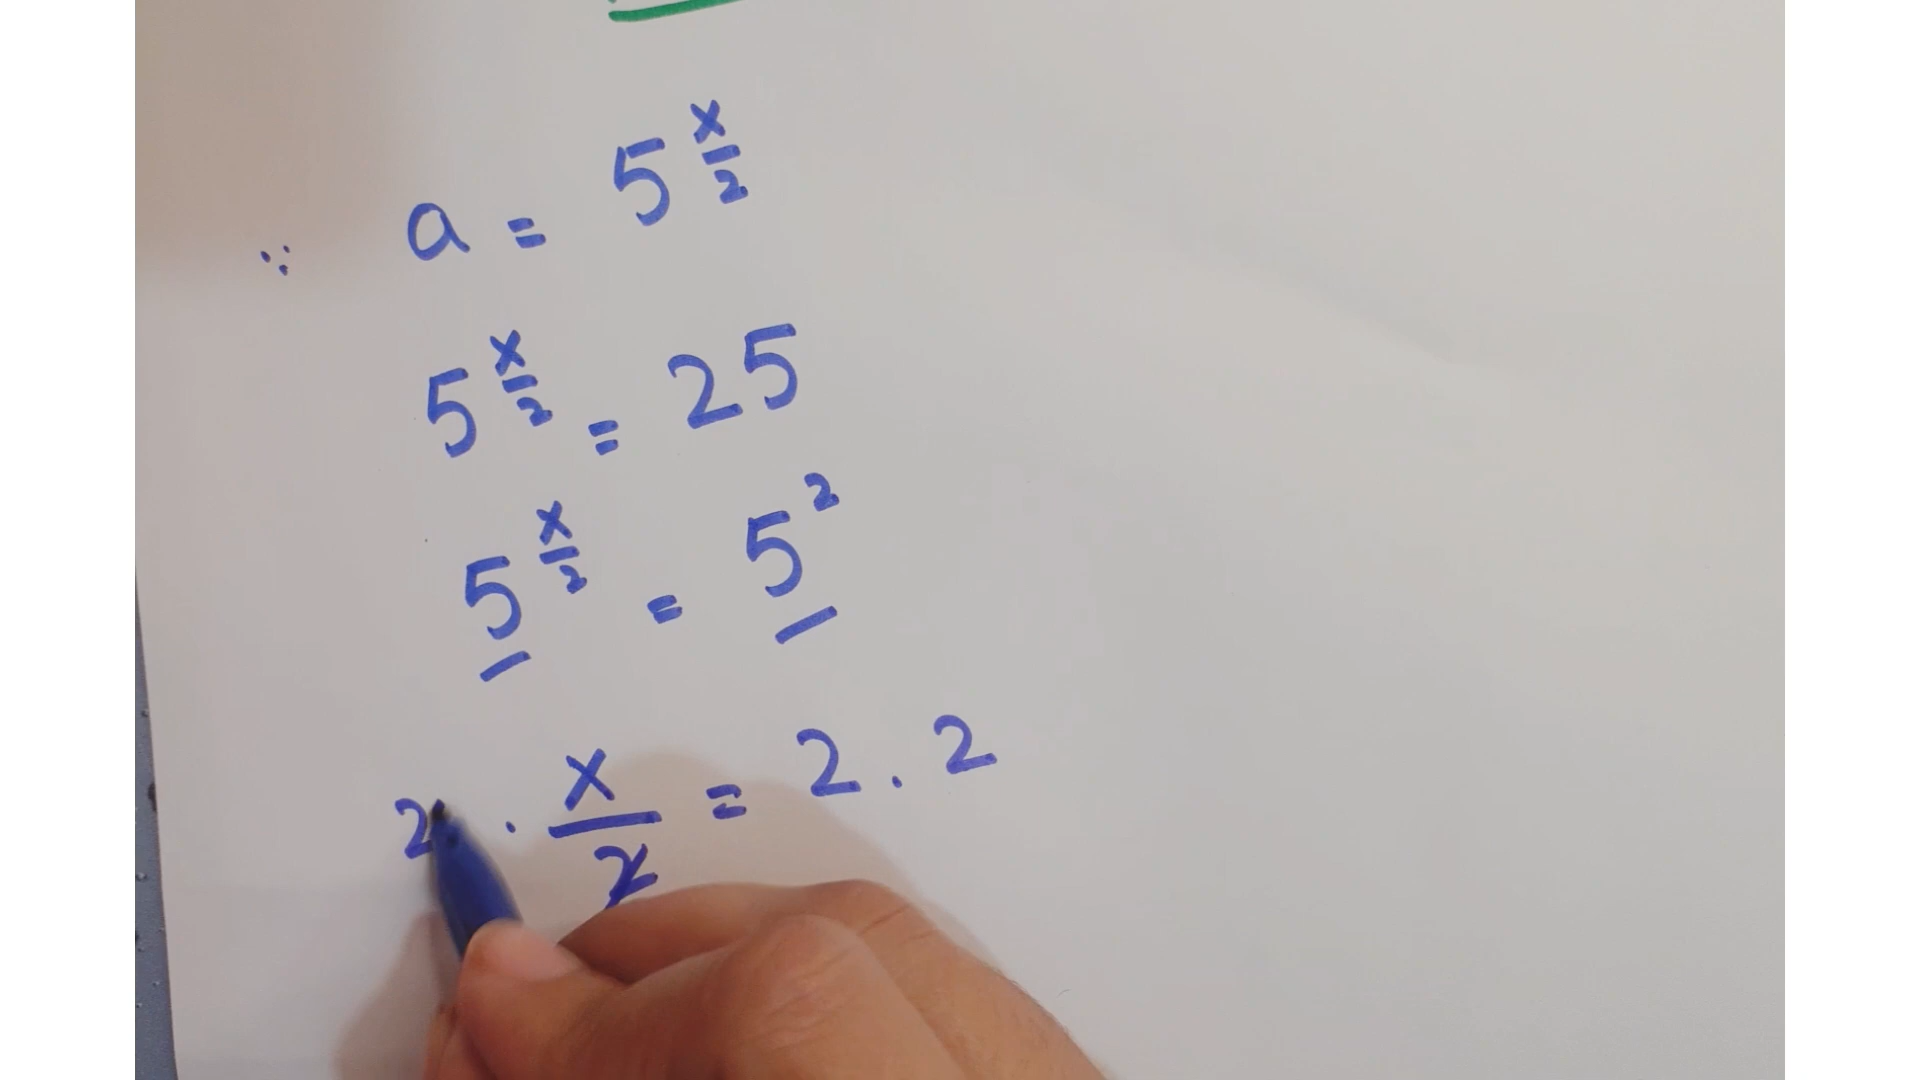 ∵ a = 5^(x/2)
5^(x/2) = 25
5^(x/2) = 5^2
2 . x/2 = 2 . 2